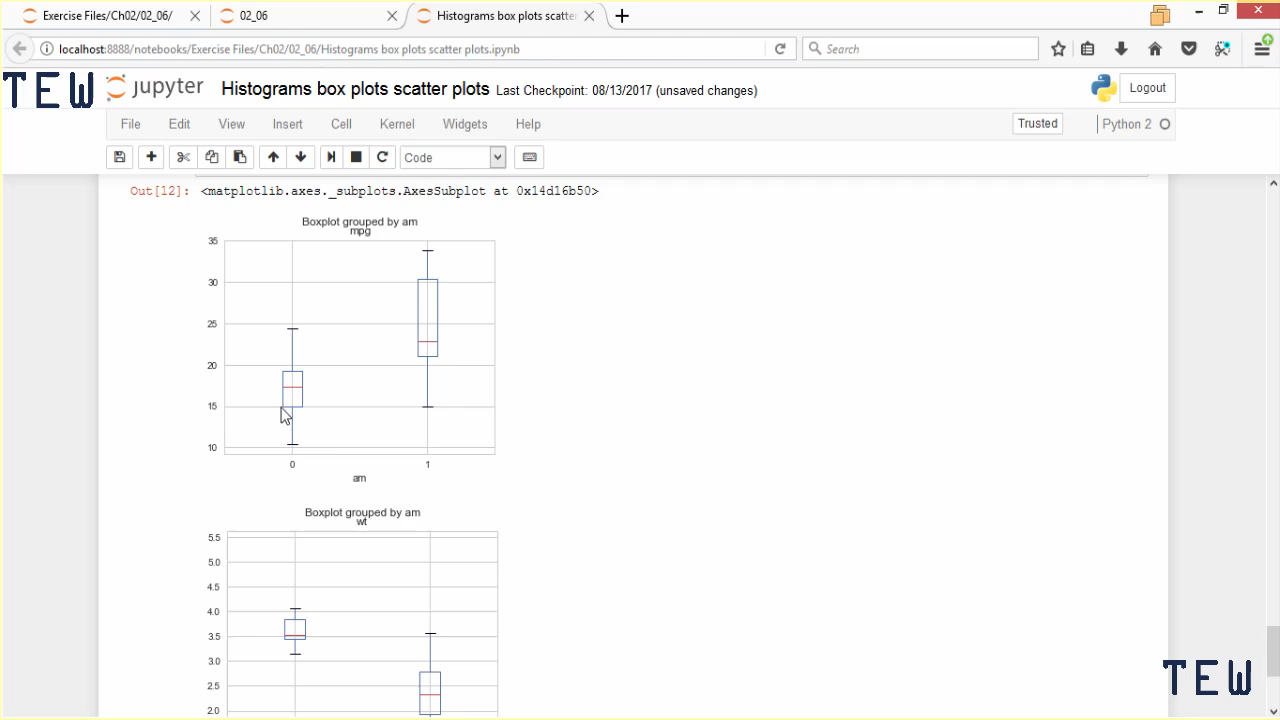 Exercise Files/Ch02/02_06/
02_06
Histograms box plots scatter
localhost:8888/notebooks/Exercise Files/Ch02/02_06/Histograms box plots scatter plots.ipynb
Search
TEW
jupyter
Histograms box plots scatter plots Last Checkpoint: 08/13/2017 (unsaved changes)
Logout
File Edit View Insert Cell Kernel Widgets Help
Trusted
Python 2
Code
Out[12]: <matplotlib.axes._subplots.AxesSubplot at 0x14d16b50>
Boxplot grouped by am
mpg
35
30
25
20
15
10
0 1
am
Boxplot grouped by am
wt
5.5
5.0
4.5
4.0
3.5
3.0
2.5
2.0
TEW